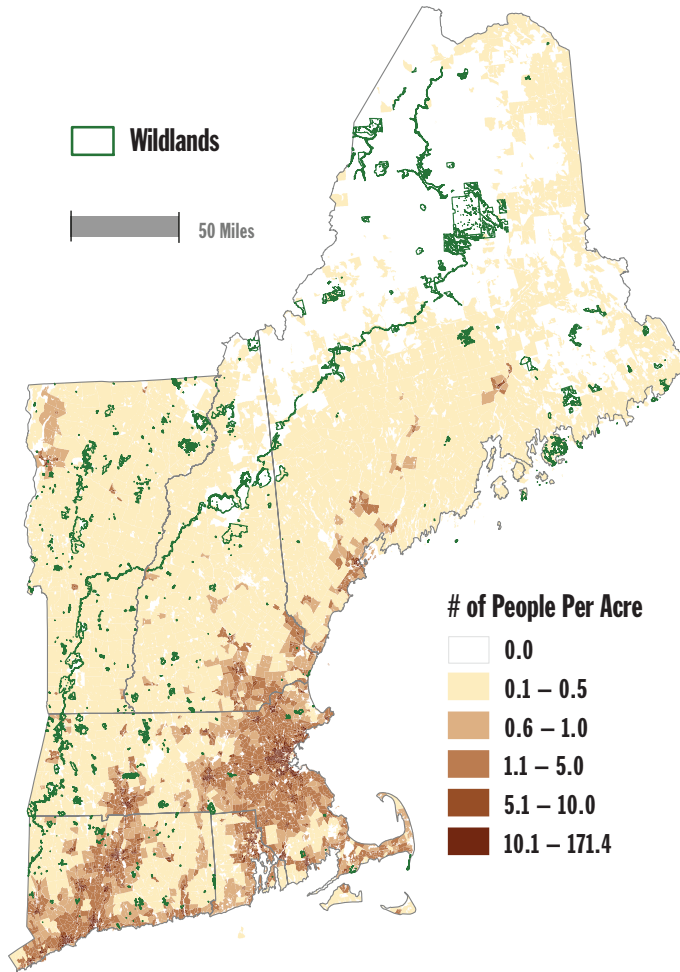 Wildlands
50 Miles
# of People Per Acre
0.0
0.1 – 0.5
0.6 – 1.0
1.1 – 5.0
5.1 – 10.0
10.1 – 171.4